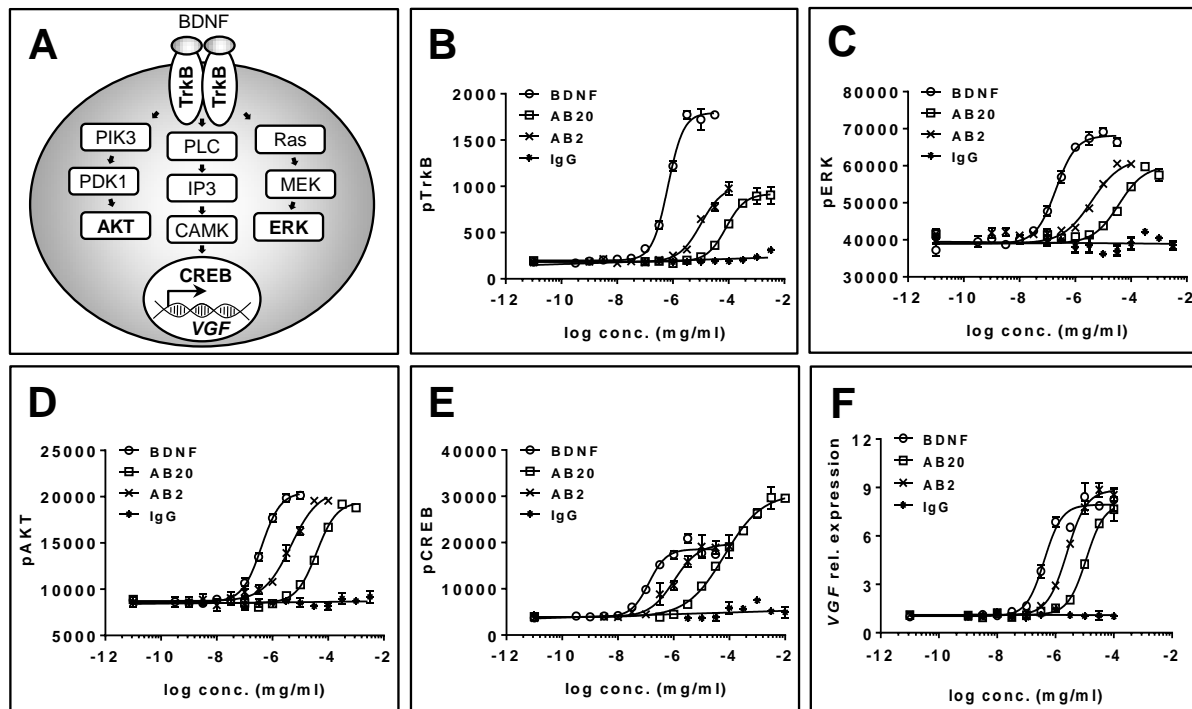 A
BDNF
TrkB TrkB
PIK3 PLC Ras
PDK1 IP3 MEK
AKT CAMK ERK
CREB
VGF
B
BDNF
AB20
AB2
IgG
pTrkB
2000
1500
1000
500
0
-12 -10 -8 -6 -4 -2
log conc. (mg/ml)
C
BDNF
AB20
AB2
IgG
pERK
80000
70000
60000
50000
40000
30000
-12 -10 -8 -6 -4 -2
log conc. (mg/ml)
D
BDNF
AB20
AB2
IgG
pAKT
25000
20000
15000
10000
5000
-12 -10 -8 -6 -4 -2
log conc. (mg/ml)
E
BDNF
AB20
AB2
IgG
pCREB
40000
30000
20000
10000
0
-12 -10 -8 -6 -4 -2
log conc. (mg/ml)
F
BDNF
AB20
AB2
IgG
VGF rel. expression
12
9
6
3
0
-12 -10 -8 -6 -4 -2
log conc. (mg/ml)